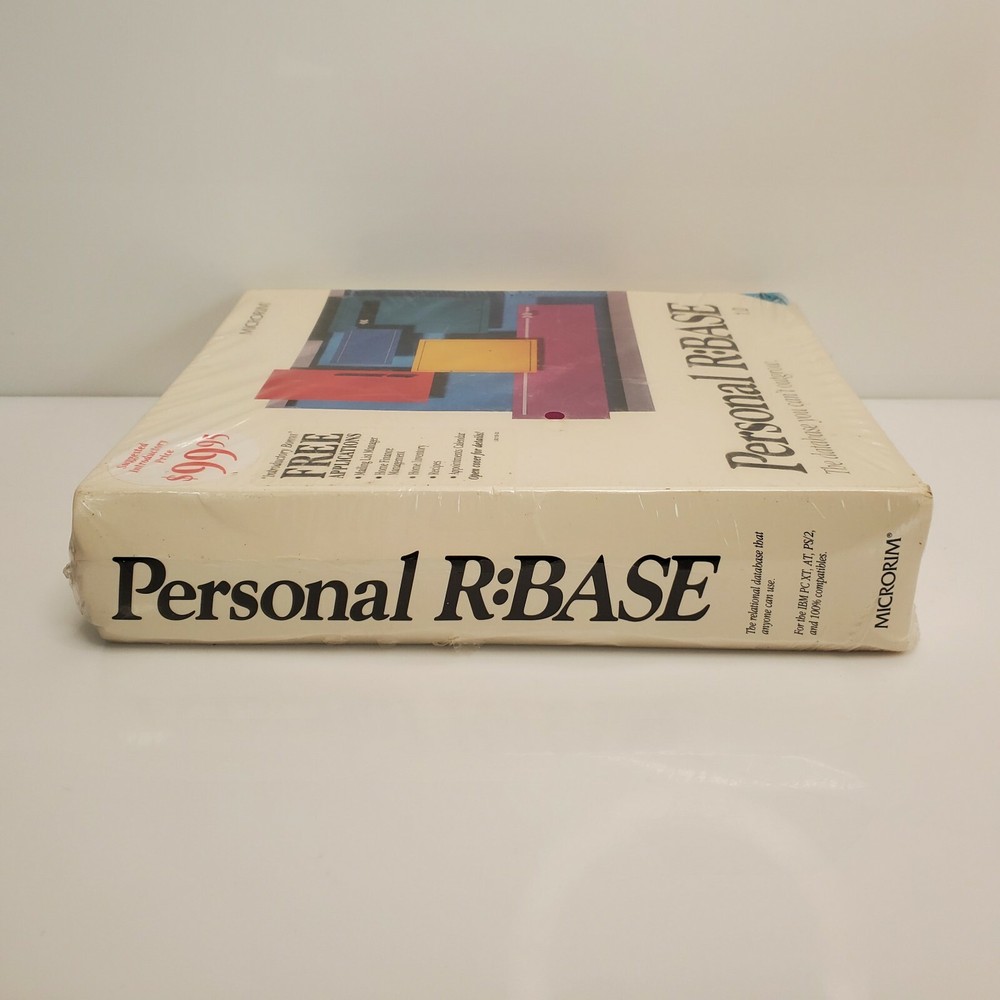 MICRORIM
Suggested
Introductory
Price
$99.95
"Introductory Bonus"
FREE
APPLICATIONS
• Mailing List Manager
• Home Finance
Management
• Home Inventory
• Recipes
• Appointments Calendar
Open cover for details!
Personal R:BASE
The database you can't outgrow.
Personal R:BASE
The relational database that
anyone can use.
For the IBM PC XT, AT, PS/2,
and 100% compatibles.
MICRORIM®